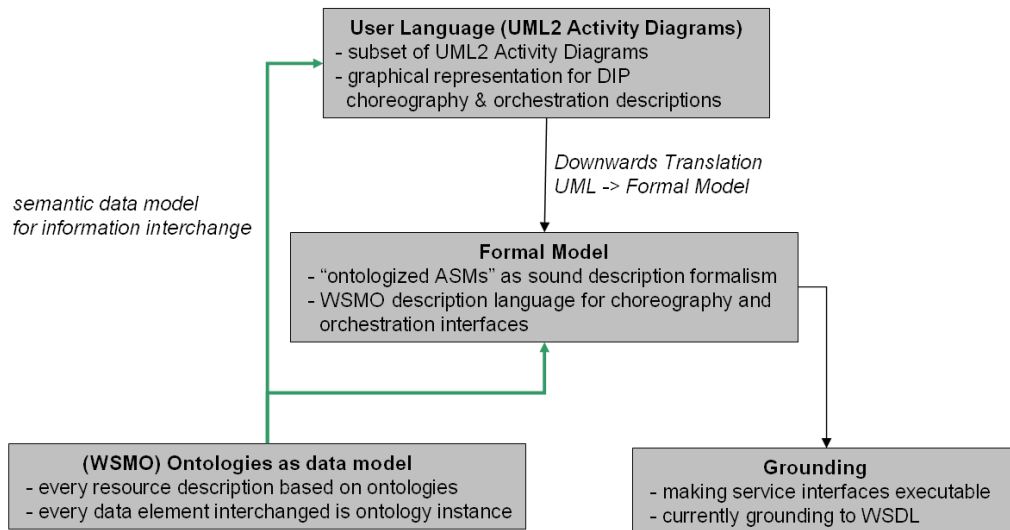 User Language (UML2 Activity Diagrams)
- subset of UML2 Activity Diagrams
- graphical representation for DIP
choreography & orchestration descriptions
Downwards Translation
UML -> Formal Model
semantic data model
for information interchange
Formal Model
- “ontologized ASMs” as sound description formalism
- WSMO description language for choreography and
orchestration interfaces
(WSMO) Ontologies as data model
- every resource description based on ontologies
- every data element interchanged is ontology instance
Grounding
- making service interfaces executable
- currently grounding to WSDL